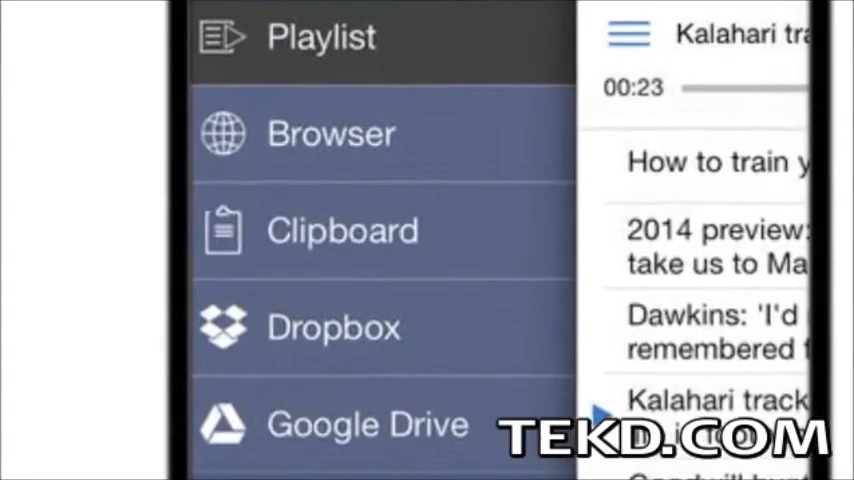 Playlist
Browser
Clipboard
Dropbox
Google Drive
Kalahari tra
00:23
How to train y
2014 preview:
take us to Ma
Dawkins: 'I'd
remembered
Kalahari track
TEKD.COM